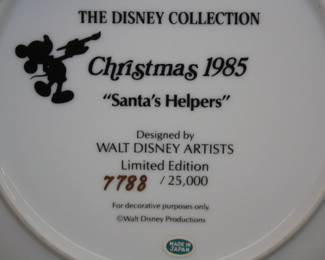 THE DISNEY COLLECTION
Christmas 1985
"Santa's Helpers"
Designed by
WALT DISNEY ARTISTS
Limited Edition
7788 / 25,000
For decorative purposes only
©Walt Disney Productions
MADE IN
JAPAN